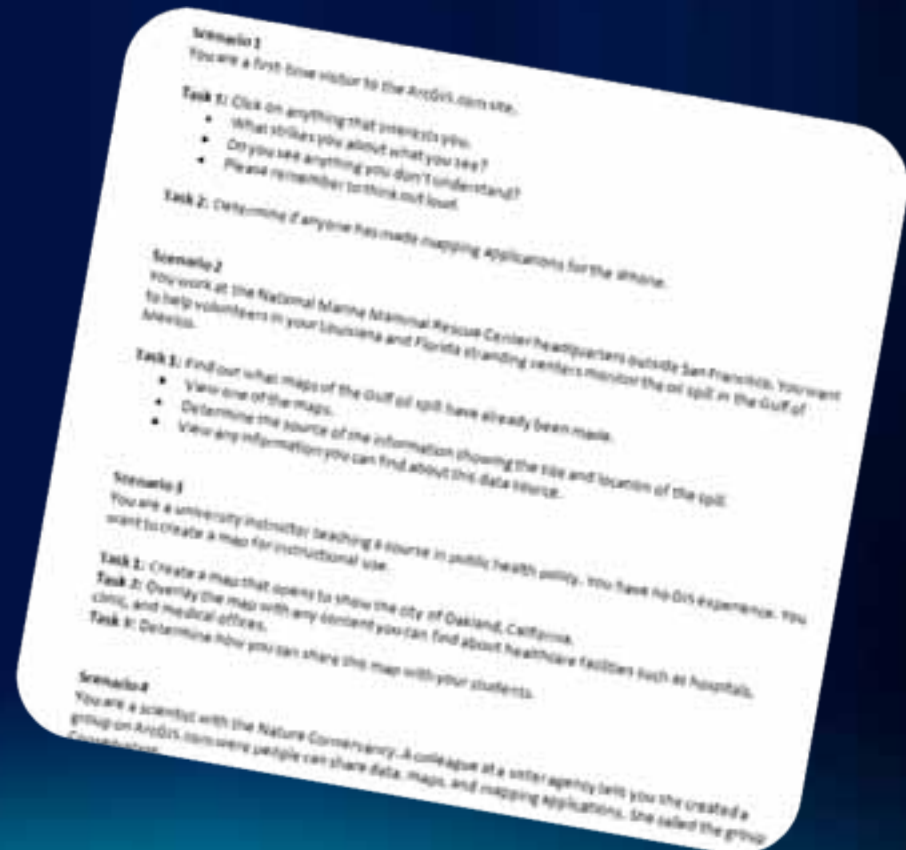 Scenario 1
You are a first-time visitor to the ArcGIS.com site.
Task 1: Click on anything that interests you.
• What strikes you about what you see?
• Do you see anything you don't understand?
• Please remember to think out loud.
Task 2: Determine if anyone has made mapping applications for the iPhone.
Scenario 2
You work at the National Marine Mammal Rescue Center headquarters outside San Francisco. You want
to help volunteers in your Louisiana and Florida stranding centers monitor the oil spill in the Gulf of
Mexico.
Task 1: Find out what maps of the Gulf oil spill have already been made.
• View one of the maps.
• Determine the source of the information showing the size and location of the spill.
• View any information you can find about this data source.
Scenario 3
You are a university instructor teaching a course in public health policy. You have no GIS experience. You
want to create a map for instructional use.
Task 1: Create a map that opens to show the city of Oakland, California.
Task 2: Overlay the map with any content you can find about healthcare facilities such as hospitals,
clinic, and medical offices.
Task 3: Determine how you can share this map with your students.
Scenario 4
You are a scientist with the Nature Conservancy. A colleague at a sister agency tells you she created a
group on ArcGIS.com were people can share data, maps, and mapping applications. She called the group